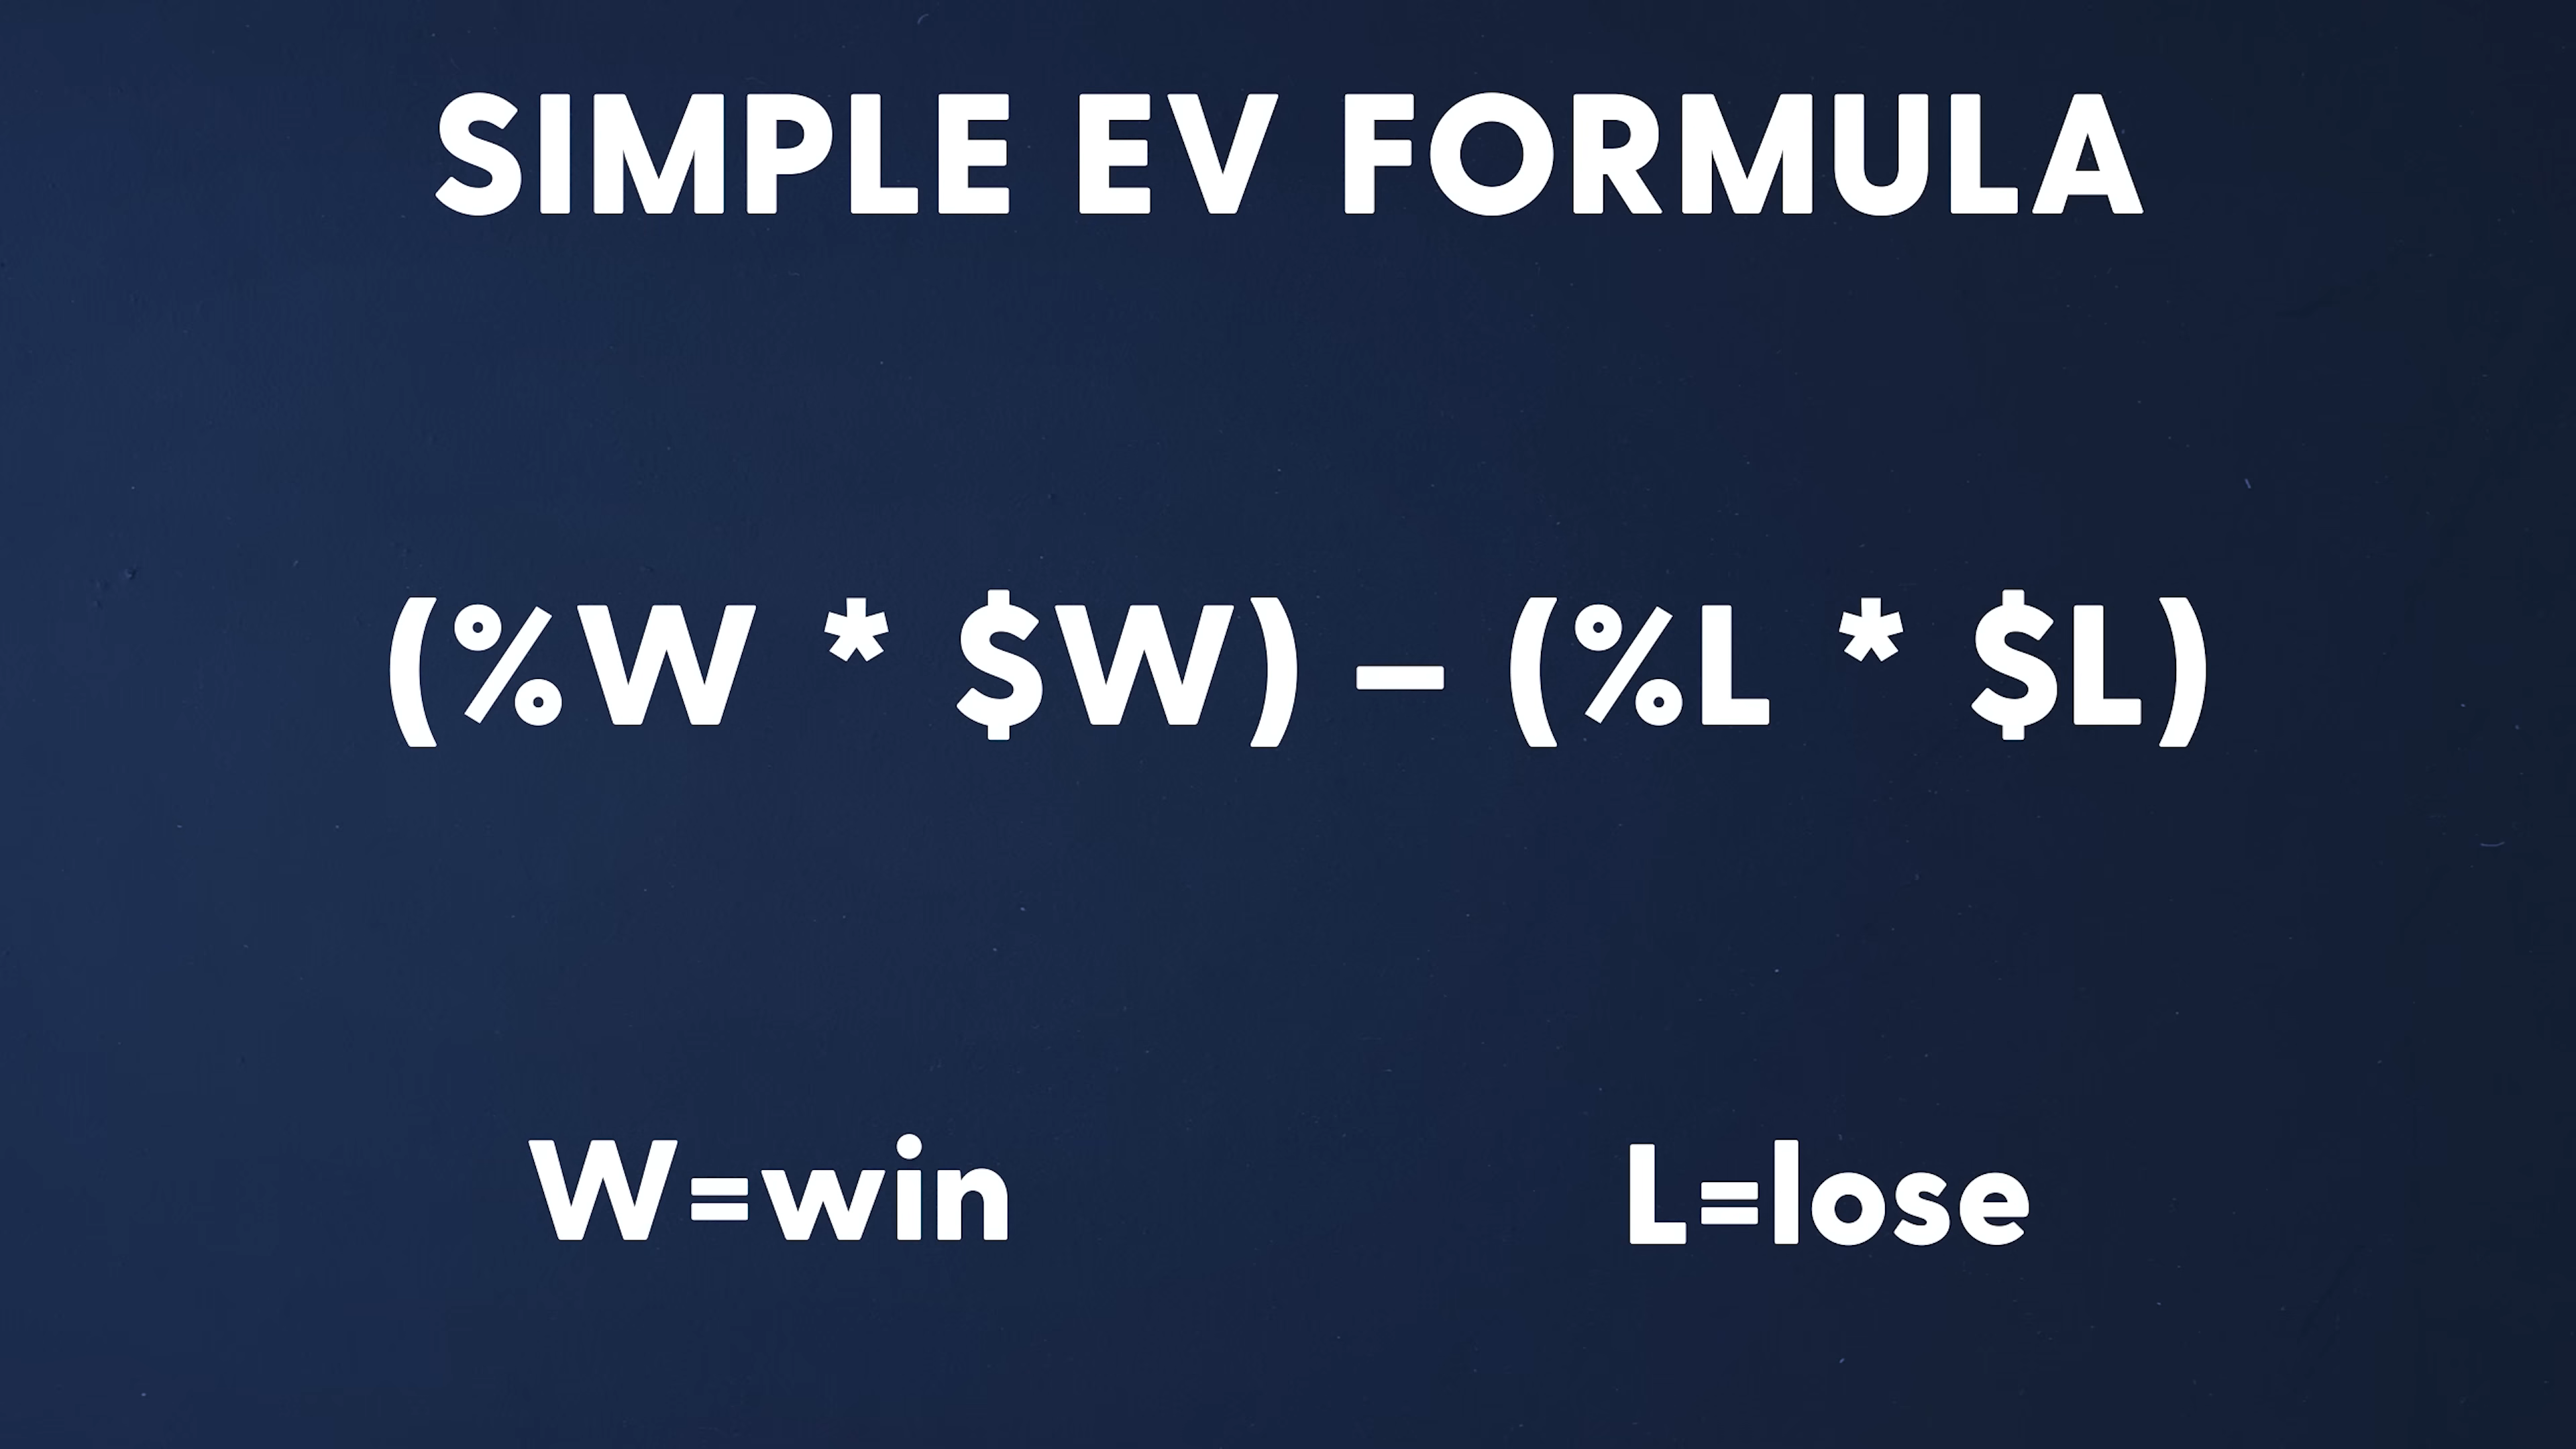 SIMPLE EV FORMULA
(%W * $W) – (%L * $L)
W=win
L=lose